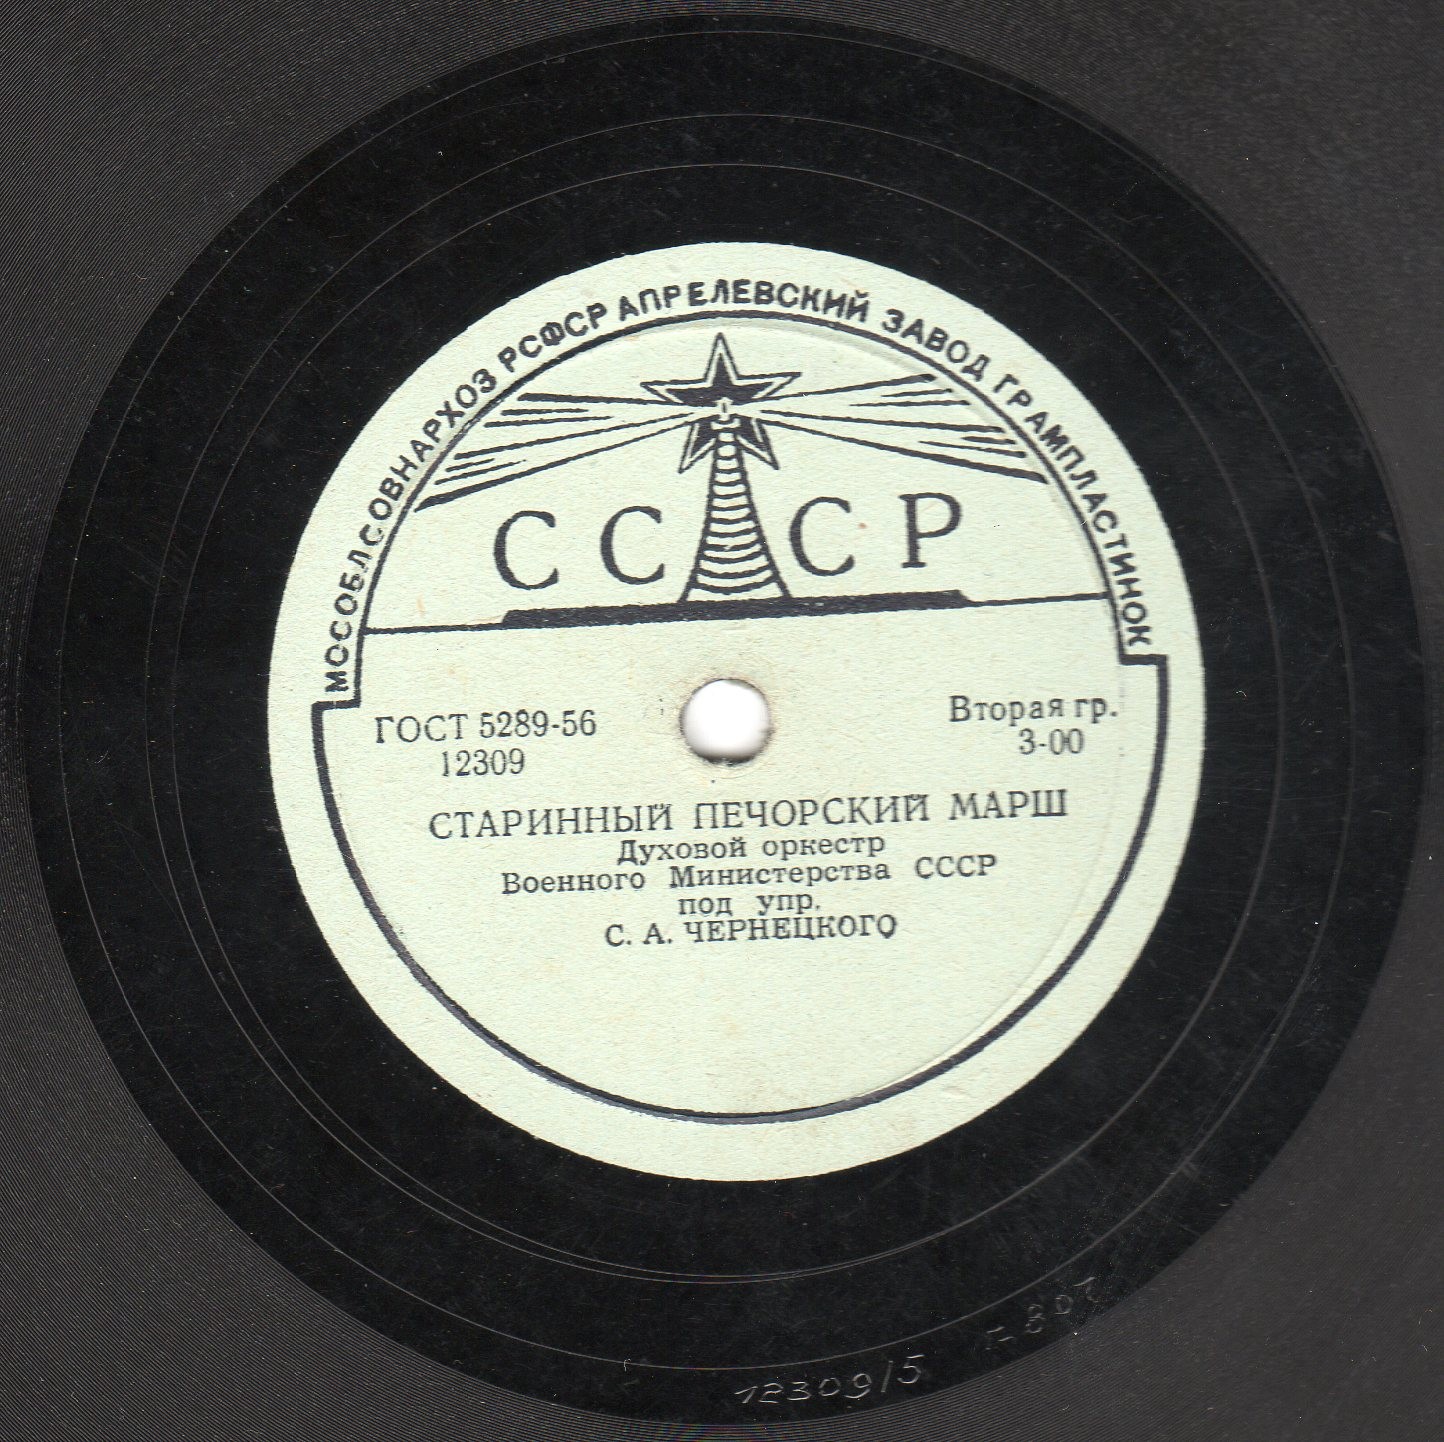 МОСОБЛСОВНАРХОЗ РСФСР АПРЕЛЕВСКИЙ ЗАВОД ГРАМПЛАСТИНОК
СССР
ГОСТ 5289-56
12309
Вторая гр.
3-00
СТАРИННЫЙ ПЕЧОРСКИЙ МАРШ
Духовой оркестр
Военного Министерства СССР
под упр.
С. А. ЧЕРНЕЦКОГО
12309/5